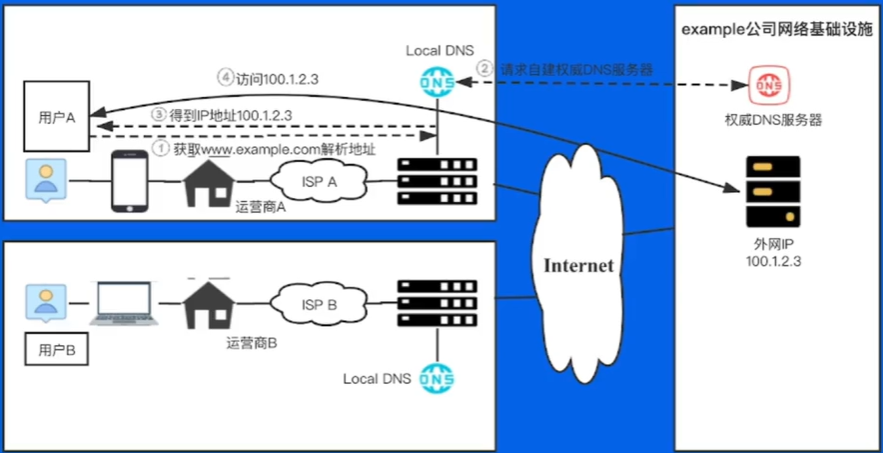 example公司网络基础设施
Local DNS
DNS
② 请求自建权威DNS服务器
DNS
权威DNS服务器
④访问100.1.2.3
用户A
③得到IP地址100.1.2.3
①获取www.example.com解析地址
ISP A
运营商A
外网IP
100.1.2.3
Internet
ISP B
运营商B
用户B
Local DNS
DNS